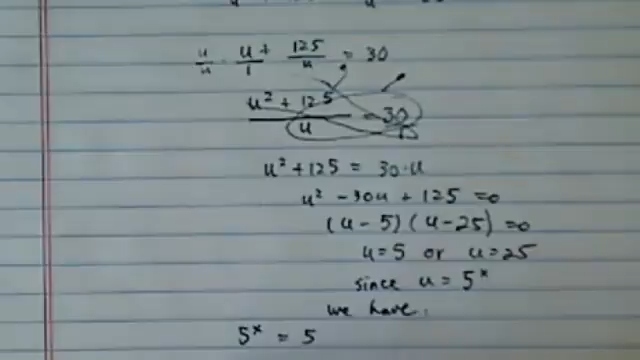 u/u · u/1 + 125/u = 30
(u² + 125)/u = 30
u² + 125 = 30·u
u² - 30u + 125 = 0
(u - 5)(u - 25) = 0
u = 5 or u = 25
since u = 5ˣ
we have,
5ˣ = 5